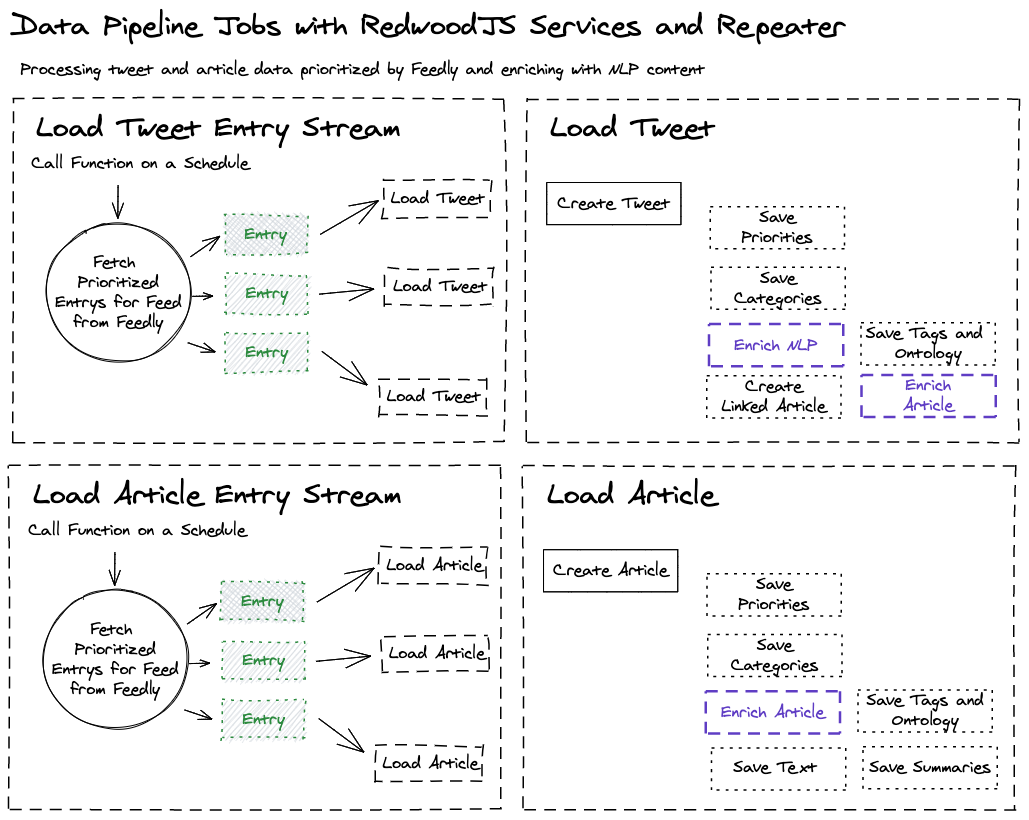 Data Pipeline Jobs with RedwoodJS Services and Repeater
Processing tweet and article data prioritized by Feedly and enriching with NLP content
Load Tweet Entry Stream
Call Function on a Schedule
Fetch
Prioritized
Entrys for Feed
from Feedly
Entry
Entry
Entry
Load Tweet
Load Tweet
Load Tweet
Load Tweet
Create Tweet
Save
Priorities
Save
Categories
Enrich NLP
Save Tags and
Ontology
Create
Linked Article
Enrich
Article
Load Article Entry Stream
Call Function on a Schedule
Fetch
Prioritized
Entrys for Feed
from Feedly
Entry
Entry
Entry
Load Article
Load Article
Load Article
Load Article
Create Article
Save
Priorities
Save
Categories
Enrich Article
Save Tags and
Ontology
Save Text
Save Summaries